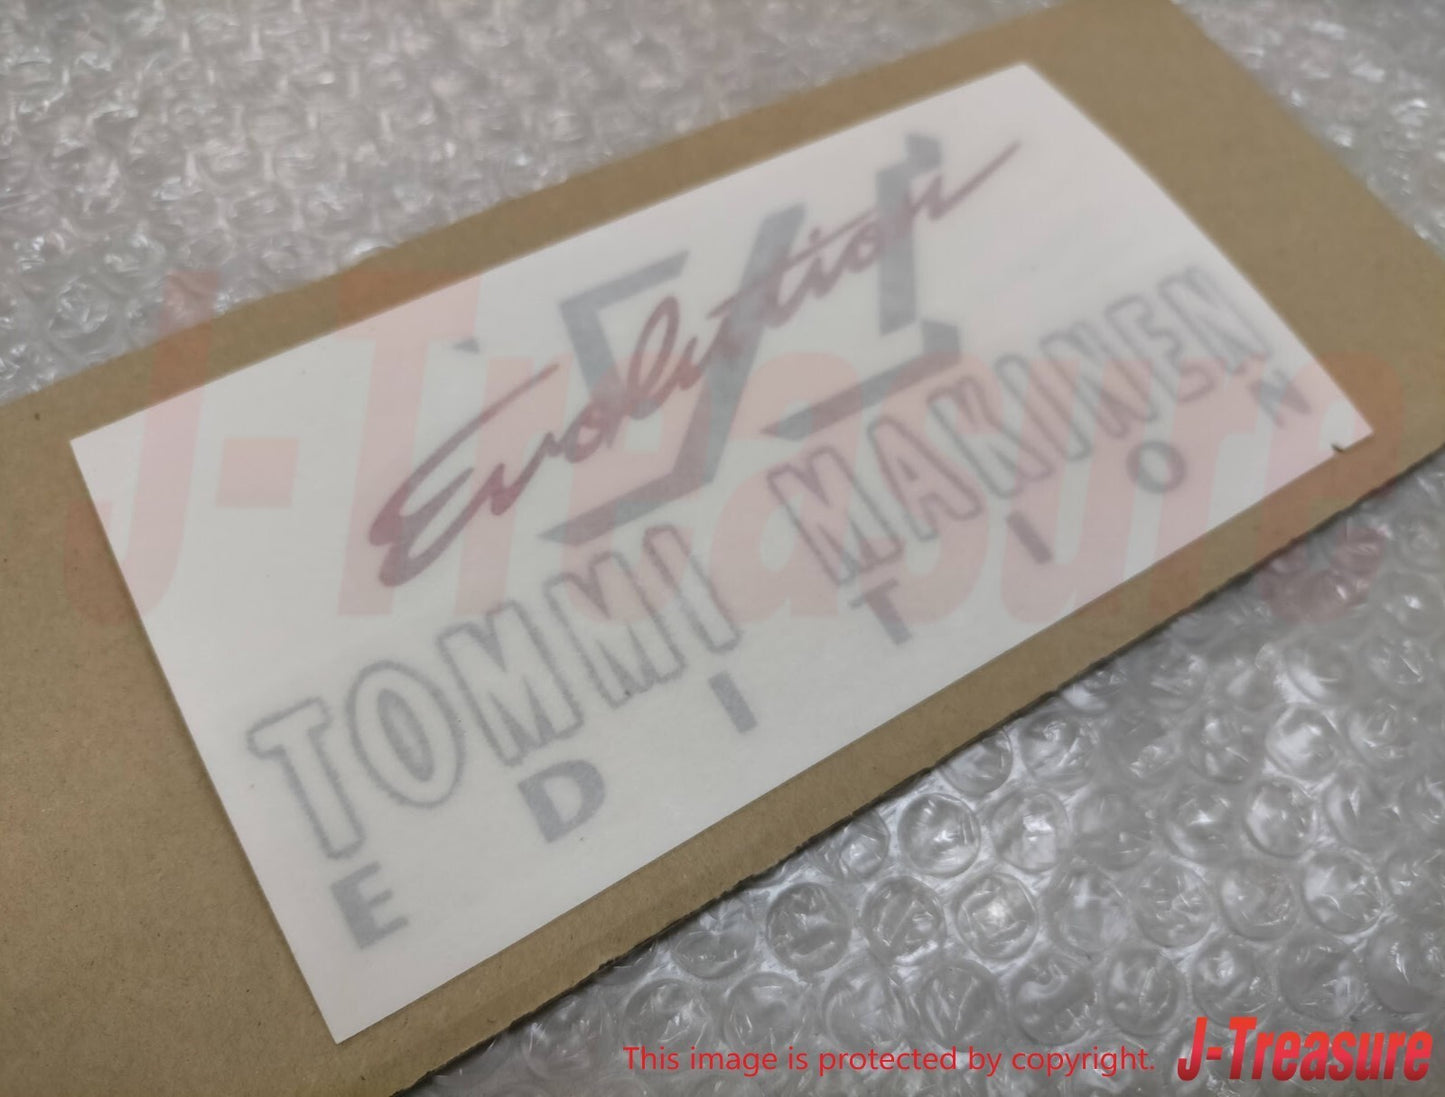 Evolution
VI
TOMMI MAKINEN
EDITION
J-Treasure
This image is protected by copyright. J-Treasure